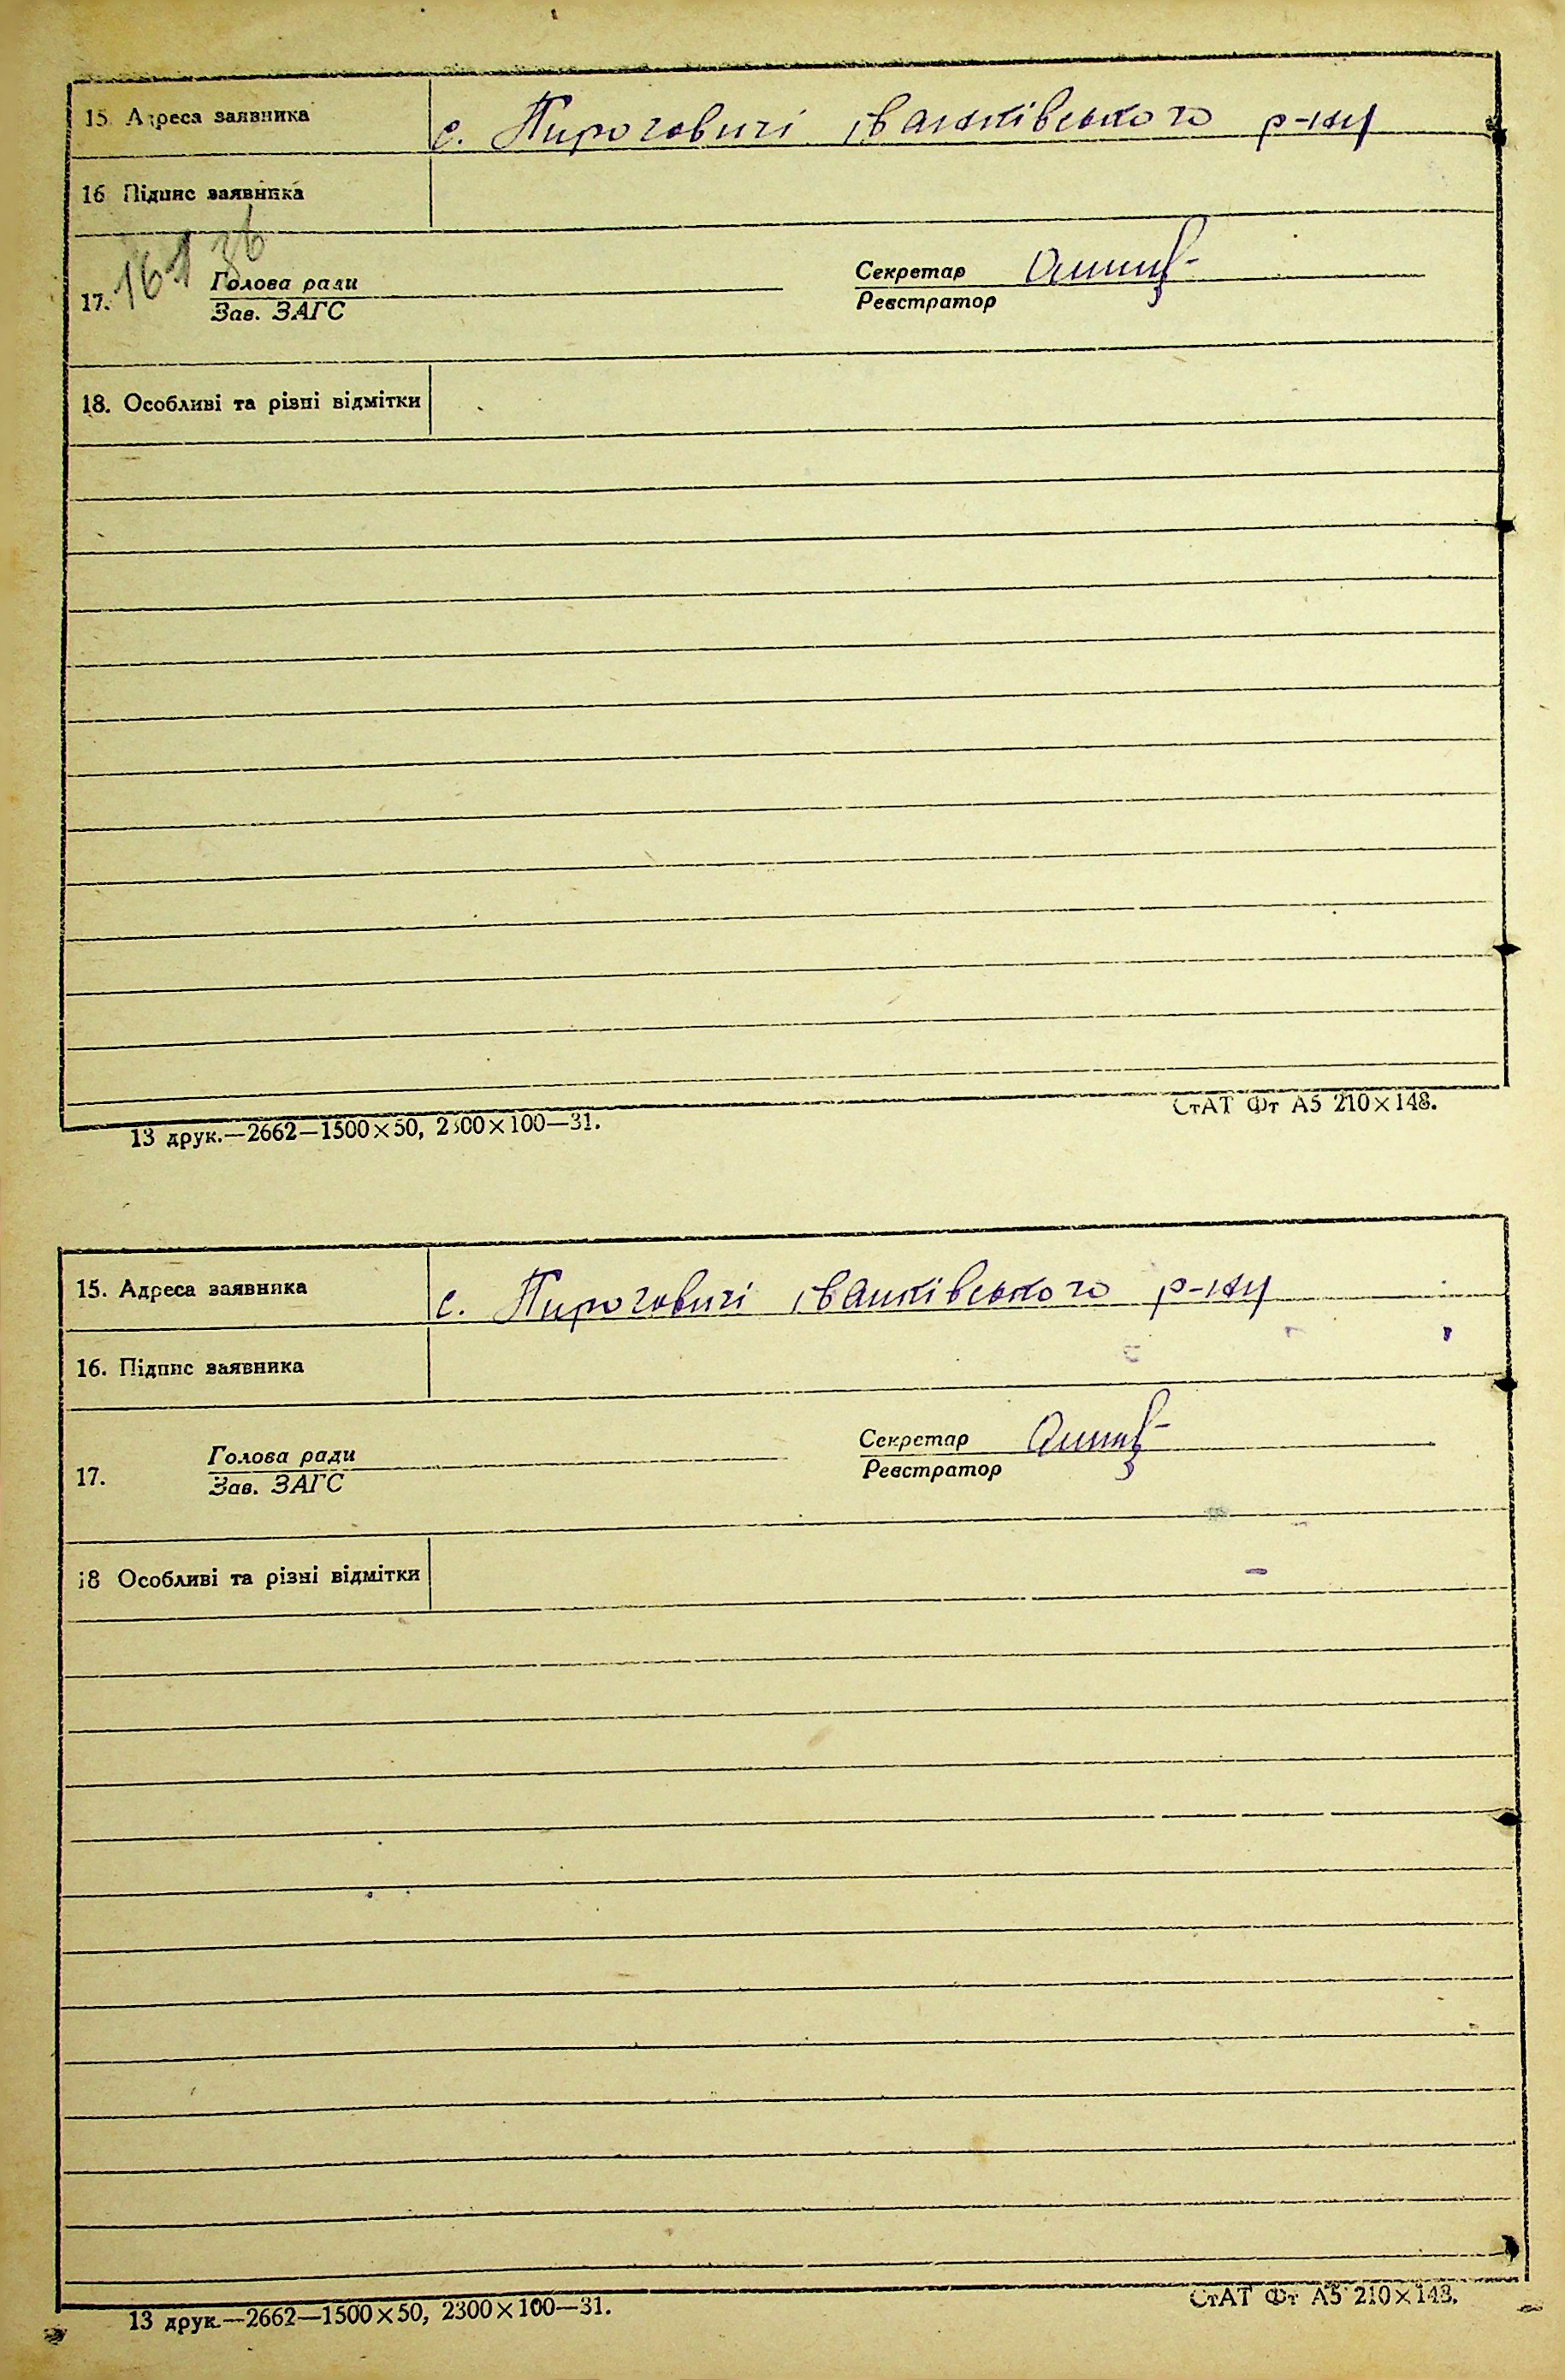 15. Адреса заявника с. Пироговичі іванківського р-ну
16 Підпис заявника
161 36
17. Голова ради Секретар
Зав. ЗАГС Реєстратор
18. Особливі та різні відмітки
13 друк.—2662—1500×50, 2300×100—31. СтАТ Фт А5 210×148.
15. Адреса заявника с. Пироговичі іванківського р-ну
16. Підпис заявника
17. Голова ради Секретар
Зав. ЗАГС Реєстратор
18 Особливі та різні відмітки
13 друк.—2662—1500×50, 2300×100—31. СтАТ Фт А5 210×148.